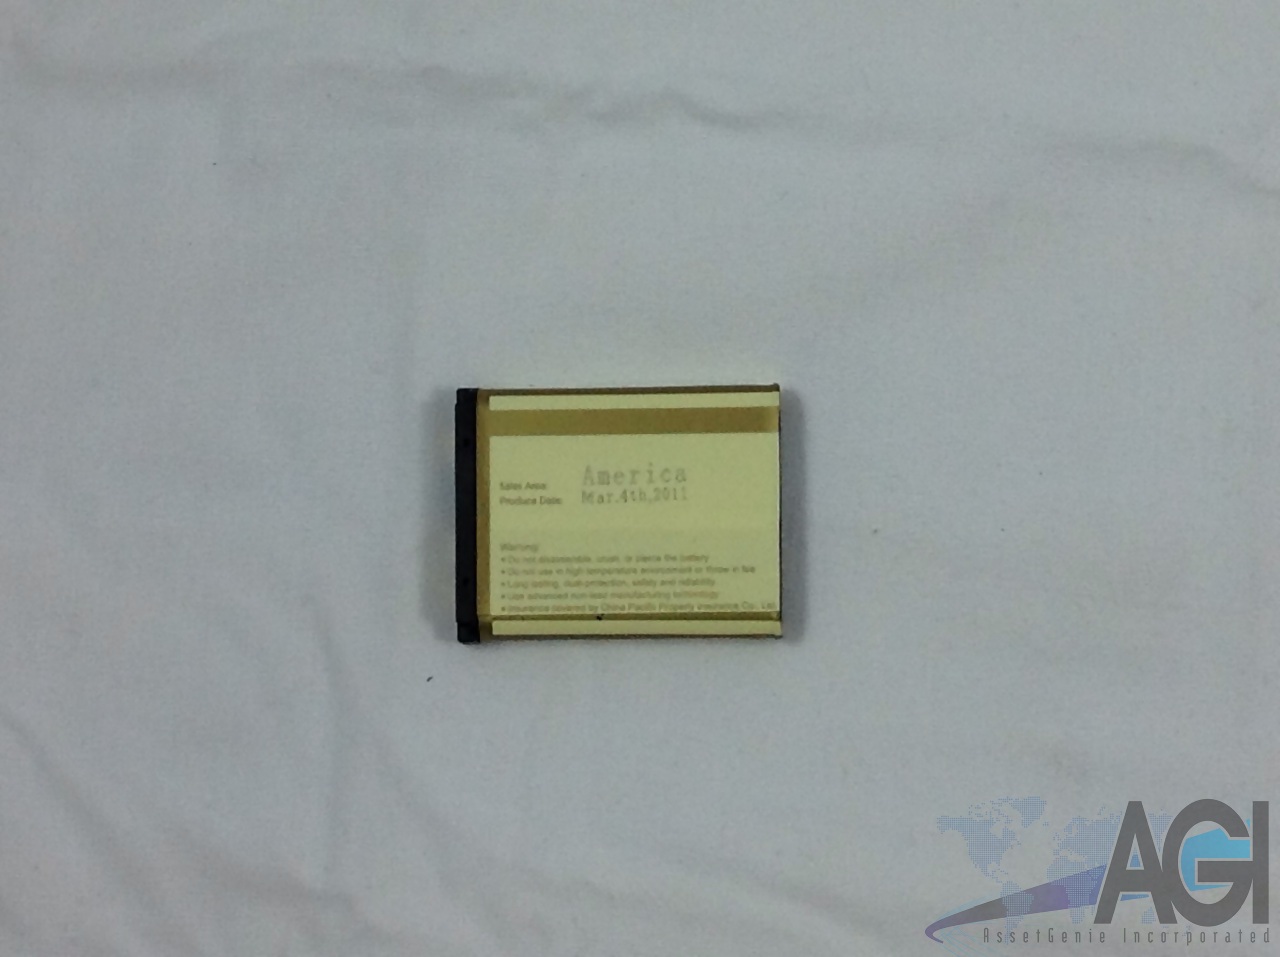 Sales Area: America
Produce Date: Mar.4th,2011
Warning:
• Do not disassemble, crush, or pierce the battery
• Do not use in high temperature environment or throw in fire
• Long lasting, dual-protection, safety and reliability
• Use advanced non-lead manufacturing technology
• Insurance covered by China Pacific Property Insurance Co., Ltd
AGI
AssetGenie Incorporated